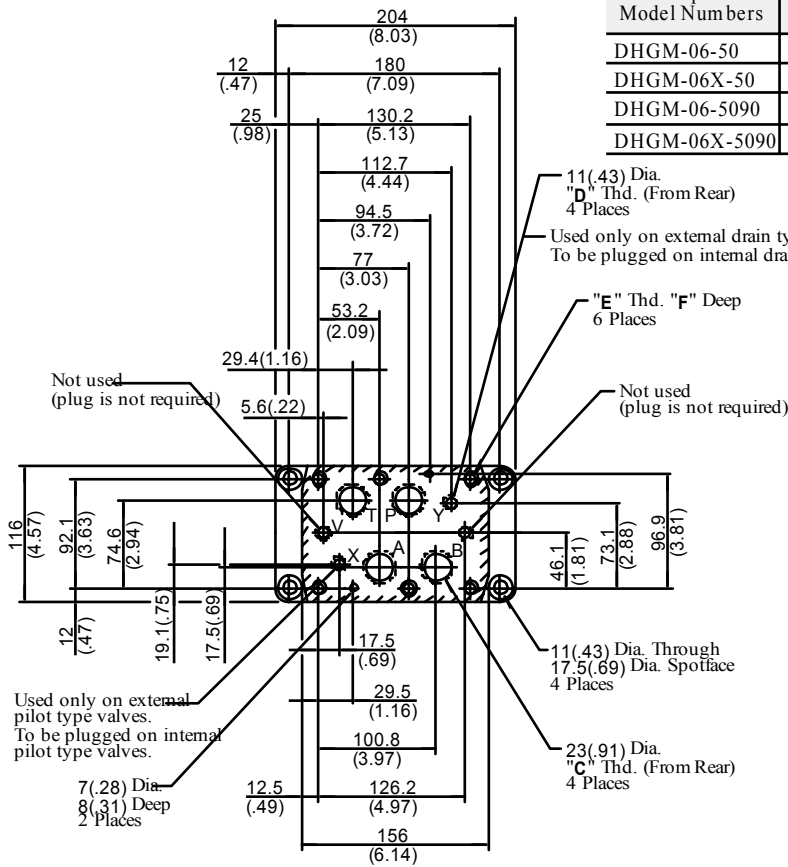 204
(8.03)
Model Numbers
DHGM-06-50
DHGM-06X-50
DHGM-06-5090
DHGM-06X-5090
12
(.47)
180
(7.09)
25
(.98)
130.2
(5.13)
112.7
(4.44)
94.5
(3.72)
77
(3.03)
53.2
(2.09)
29.4(1.16)
5.6(.22)
11(.43) Dia.
"D" Thd. (From Rear)
4 Places
Used only on external drain
To be plugged on internal
"E" Thd. "F" Deep
6 Places
Not used
(plug is not required)
Not used
(plug is not required)
T P Y
V
X A B
116
(4.57)
92.1
(3.63)
74.6
(2.94)
12
(.47)
19.1(.75)
17.5(.69)
46.1
(1.81)
73.1
(2.88)
96.9
(3.81)
17.5
(.69)
29.5
(1.16)
100.8
(3.97)
12.5
(.49)
126.2
(4.97)
156
(6.14)
11(.43) Dia. Through
17.5(.69) Dia. Spotface
4 Places
23(.91) Dia.
"C" Thd. (From Rear)
4 Places
Used only on external
pilot type valves.
To be plugged on internal
pilot type valves.
7(.28) Dia.
8(.31) Deep
2 Places